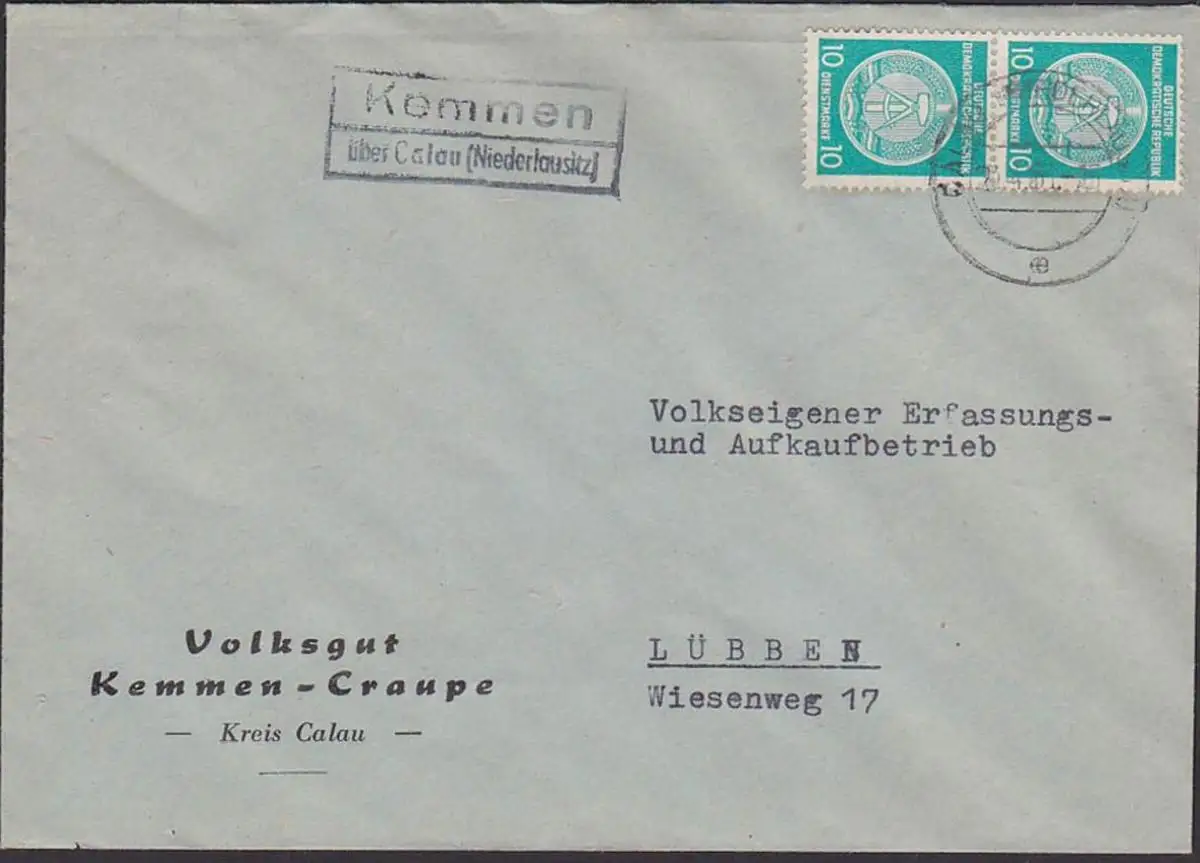 Kemmen
über Calau (Niederlausitz)
10 DIENSTMARKE 10
DEUTSCHE
DEMOKRATISCHE REPUBLIK
10 DIENSTMARKE 10
DEUTSCHE
DEMOKRATISCHE REPUBLIK
Volkseigener Erfassungs-
und Aufkaufbetrieb
LÜBBEN
Wiesenweg 17
Volksgut
Kemmen - Craupe
— Kreis Calau —